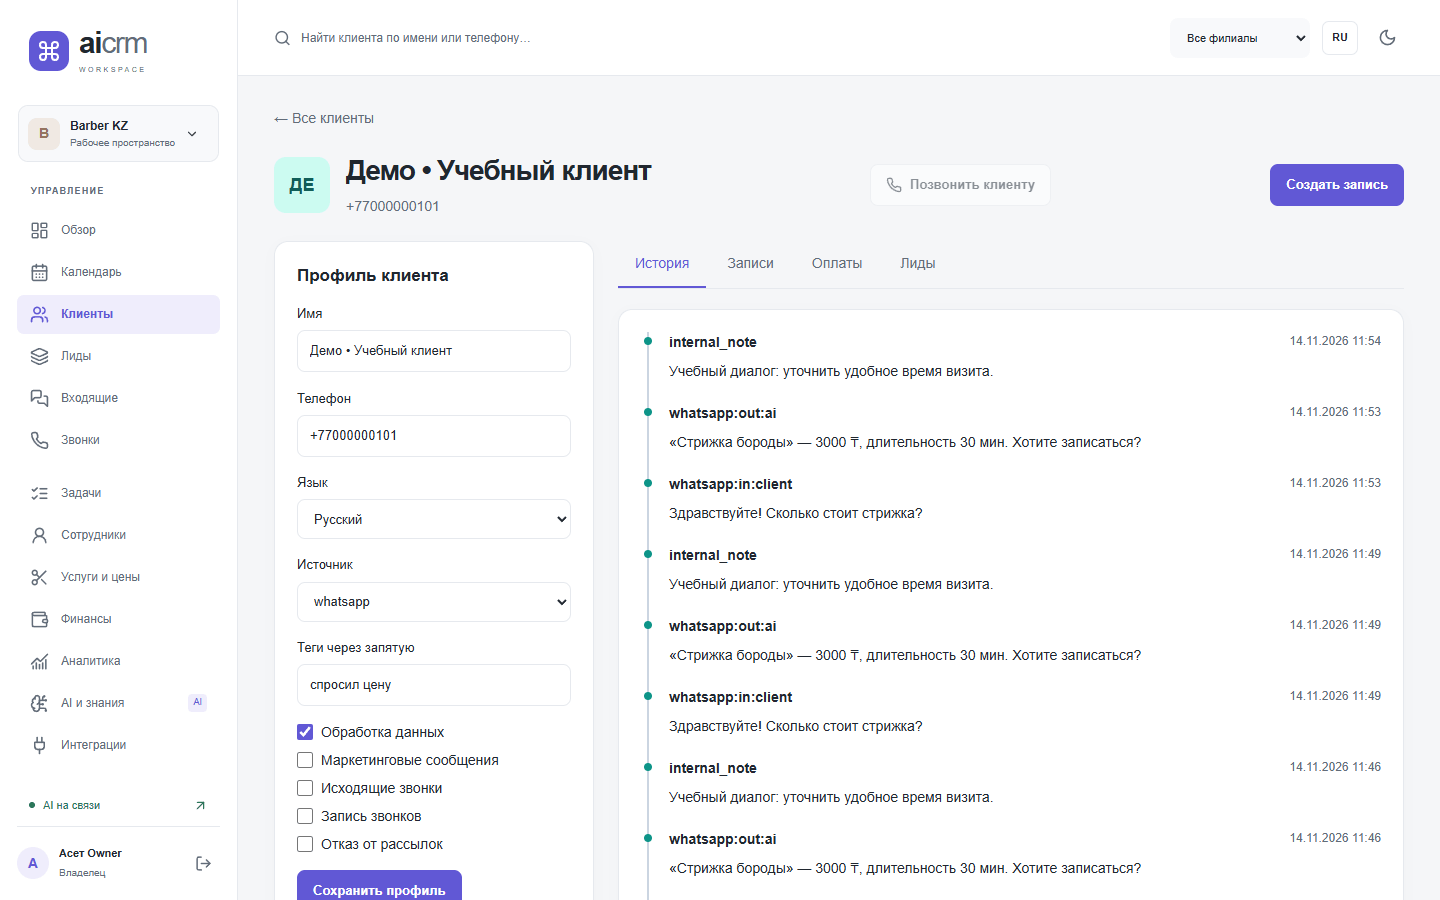 aicrm
WORKSPACE
B
Barber KZ
Рабочее пространство
УПРАВЛЕНИЕ
Обзор
Календарь
Клиенты
Лиды
Входящие
Звонки
Задачи
Сотрудники
Услуги и цены
Финансы
Аналитика
AI и знания
AI
Интеграции
AI на связи
A
Асет Owner
Владелец
Найти клиента по имени или телефону...
Все филиалы
RU
← Все клиенты
ДЕ
Демо • Учебный клиент
+77000000101
Позвонить клиенту
Создать запись
Профиль клиента
Имя
Демо • Учебный клиент
Телефон
+77000000101
Язык
Русский
Источник
whatsapp
Теги через запятую
спросил цену
Обработка данных
Маркетинговые сообщения
Исходящие звонки
Запись звонков
Отказ от рассылок
Сохранить профиль
История Записи Оплаты Лиды
internal_note 14.11.2026 11:54
Учебный диалог: уточнить удобное время визита.
whatsapp:out:ai 14.11.2026 11:53
«Стрижка бороды» — 3000 ₸, длительность 30 мин. Хотите записаться?
whatsapp:in:client 14.11.2026 11:53
Здравствуйте! Сколько стоит стрижка?
internal_note 14.11.2026 11:49
Учебный диалог: уточнить удобное время визита.
whatsapp:out:ai 14.11.2026 11:49
«Стрижка бороды» — 3000 ₸, длительность 30 мин. Хотите записаться?
whatsapp:in:client 14.11.2026 11:49
Здравствуйте! Сколько стоит стрижка?
internal_note 14.11.2026 11:46
Учебный диалог: уточнить удобное время визита.
whatsapp:out:ai 14.11.2026 11:46
«Стрижка бороды» — 3000 ₸, длительность 30 мин. Хотите записаться?